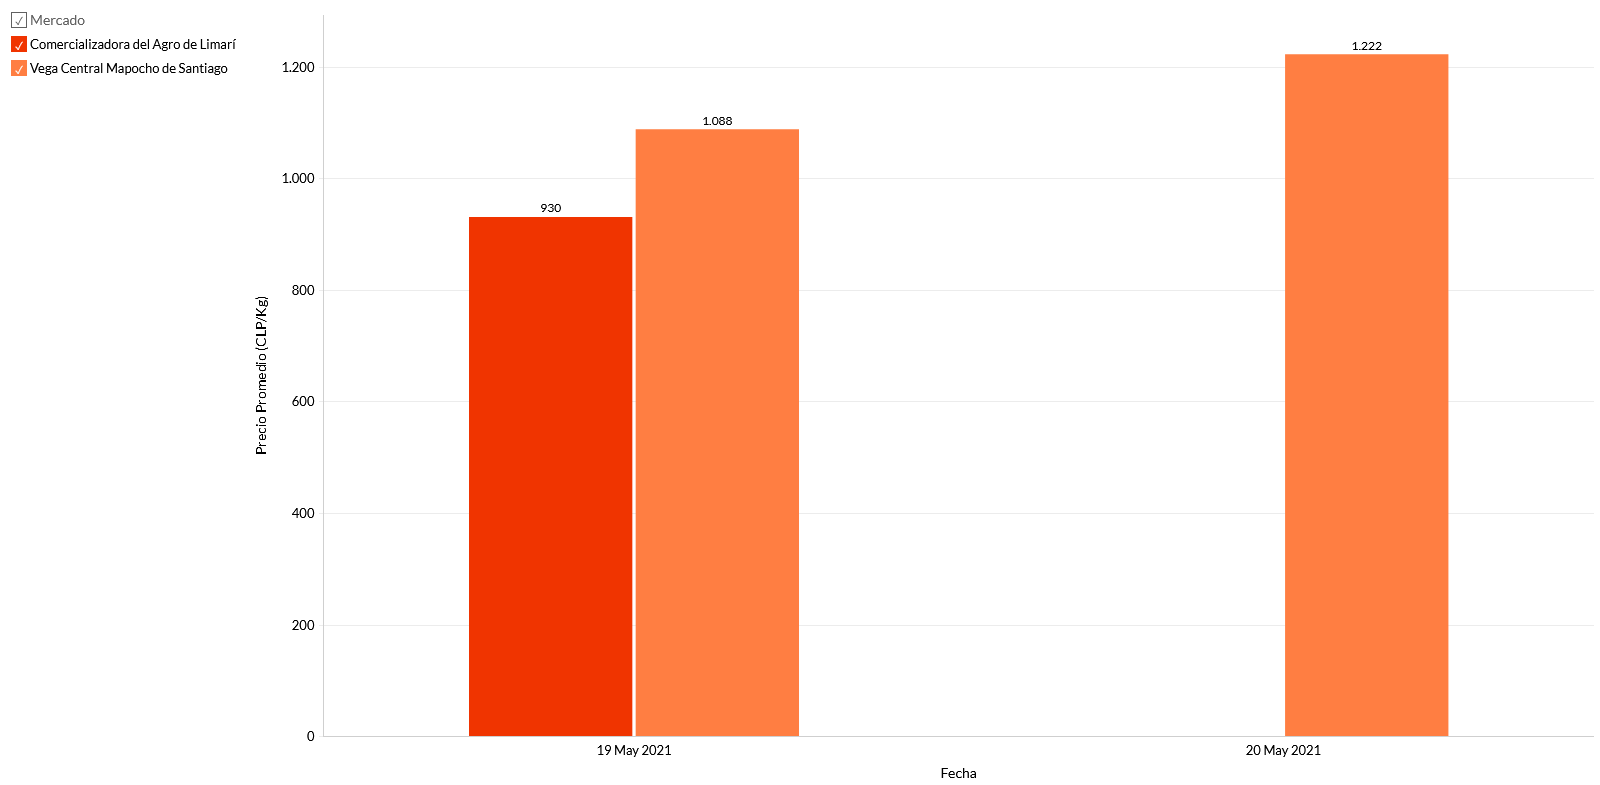 Mercado
Comercializadora del Agro de Limarí
Vega Central Mapocho de Santiago
Precio Promedio (CLP/Kg)
1.200
1.000
800
600
400
200
0
930
1.088
1.222
19 May 2021
20 May 2021
Fecha